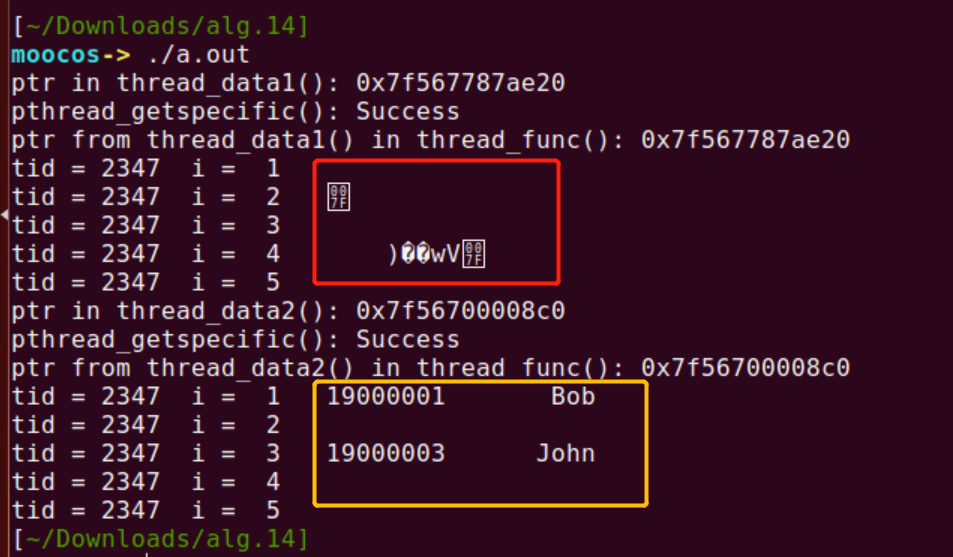 [~/Downloads/alg.14]
moocos-> ./a.out
ptr in thread_data1(): 0x7f567787ae20
pthread_getspecific(): Success
ptr from thread_data1() in thread_func(): 0x7f567787ae20
tid = 2347  i =  1
tid = 2347  i =  2   007F
tid = 2347  i =  3
tid = 2347  i =  4       )��wV007F
tid = 2347  i =  5
ptr in thread_data2(): 0x7f56700008c0
pthread_getspecific(): Success
ptr from thread_data2() in thread_func(): 0x7f56700008c0
tid = 2347  i =  1   19000001       Bob
tid = 2347  i =  2
tid = 2347  i =  3   19000003      John
tid = 2347  i =  4
tid = 2347  i =  5
[~/Downloads/alg.14]